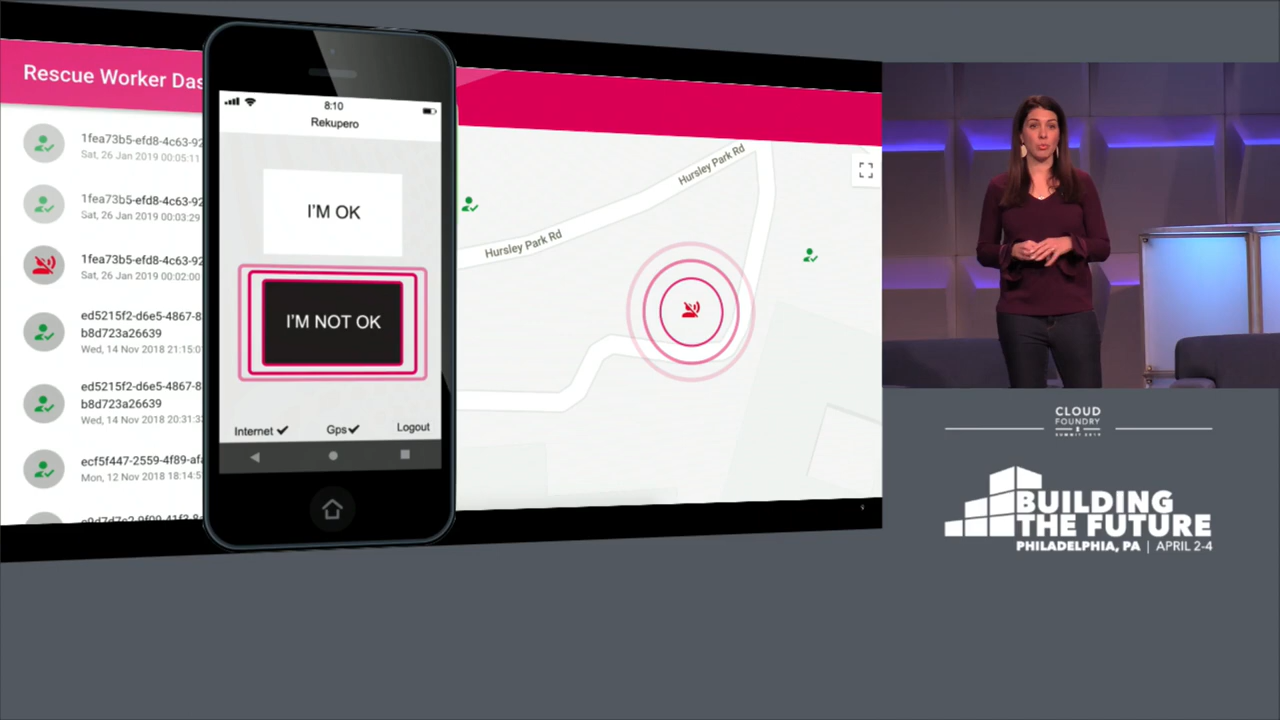 Rescue Worker Das
1fea73b5-efd8-4c63-92
Sat, 26 Jan 2019 00:05:11
1fea73b5-efd8-4c63-92
Sat, 26 Jan 2019 00:03:29
1fea73b5-efd8-4c63-92
Sat, 26 Jan 2019 00:02:00
ed5215f2-d6e5-4867-8
b8d723a26639
Wed, 14 Nov 2018 21:15:0
ed5215f2-d6e5-4867-8
b8d723a26639
Wed, 14 Nov 2018 20:31:3
ecf5f447-2559-4f89-afa
Mon, 12 Nov 2018 18:14:5
8:10
Rekupero
I'M OK
I'M NOT OK
Internet
Gps
Logout
Hursley Park Rd
Hursley Park Rd
CLOUD
FOUNDRY
SUMMIT 2019
BUILDING
THE FUTURE
PHILADELPHIA, PA | APRIL 2-4